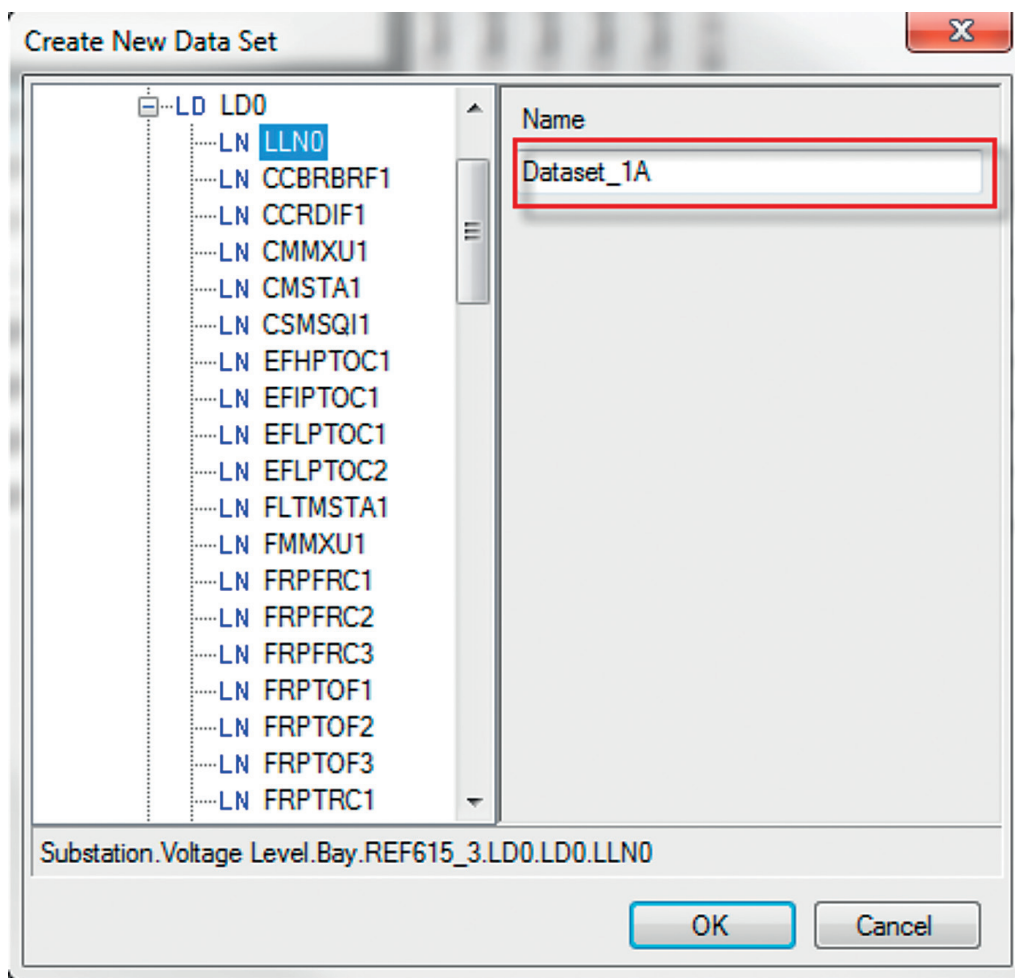 Create New Data Set
LD LD0
LN LLN0
LN CCBRBRF1
LN CCRDIF1
LN CMMXU1
LN CMSTA1
LN CSMSQI1
LN EFHPTOC1
LN EFIPTOC1
LN EFLPTOC1
LN EFLPTOC2
LN FLTMSTA1
LN FMMXU1
LN FRPFRC1
LN FRPFRC2
LN FRPFRC3
LN FRPTOF1
LN FRPTOF2
LN FRPTOF3
LN FRPTRC1
Name
Dataset_1A
Substation.Voltage Level.Bay.REF615_3.LD0.LD0.LLN0
OK
Cancel